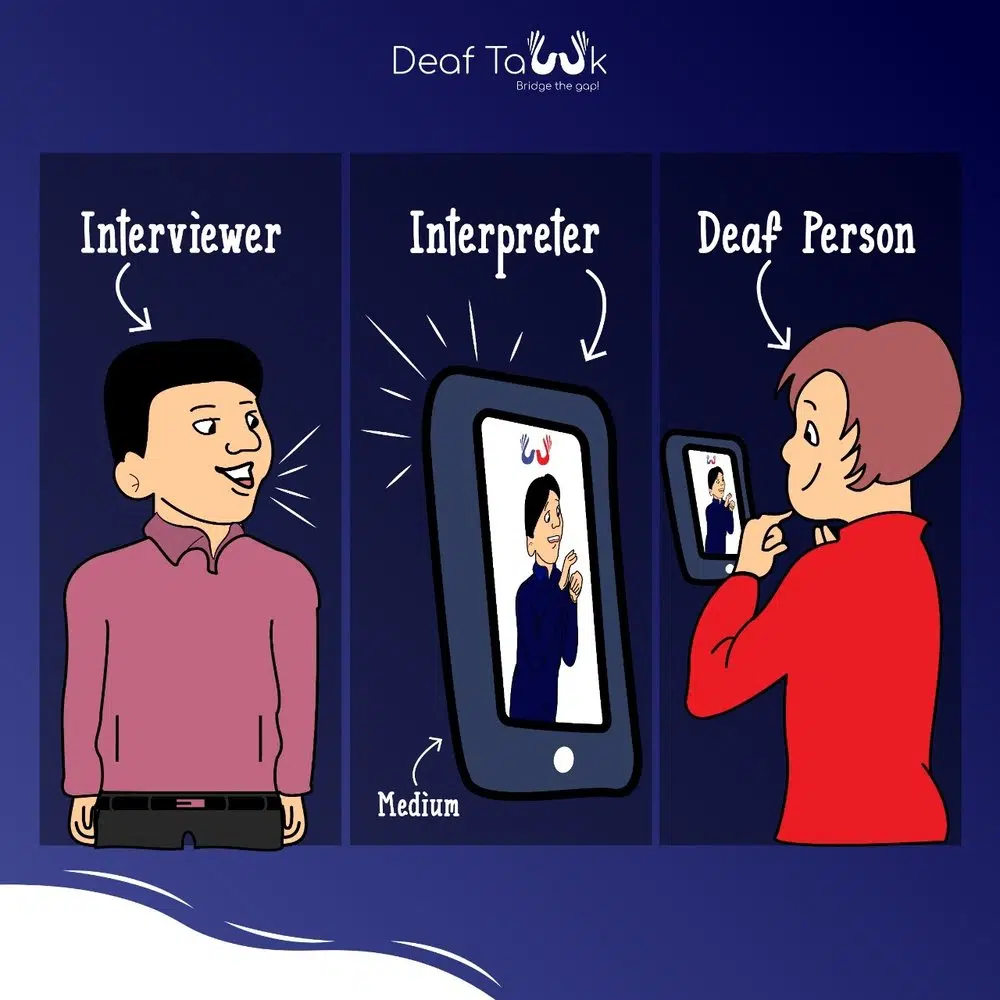 Deaf Tawk
Bridge the gap!
Interviewer
Interpreter
Deaf Person
Medium